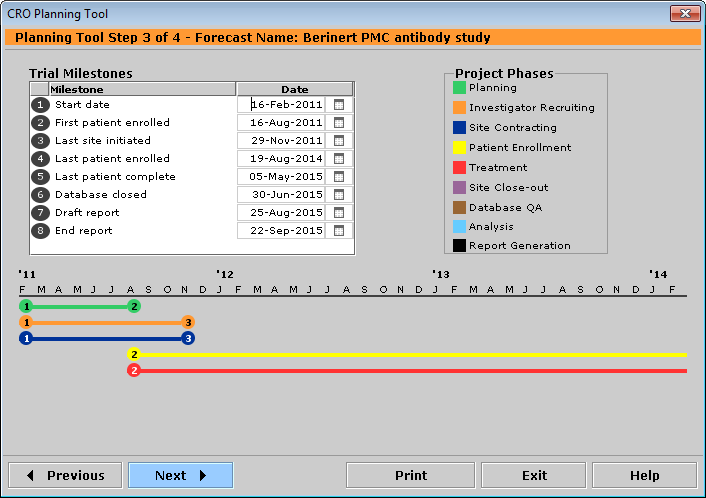 CRO Planning Tool
Planning Tool Step 3 of 4 - Forecast Name: Berinert PMC antibody study
Trial Milestones
Milestone Date
1 Start date 16-Feb-2011
2 First patient enrolled 16-Aug-2011
3 Last site initiated 29-Nov-2011
4 Last patient enrolled 19-Aug-2014
5 Last patient complete 05-May-2015
6 Database closed 30-Jun-2015
7 Draft report 25-Aug-2015
8 End report 22-Sep-2015
Project Phases
Planning
Investigator Recruiting
Site Contracting
Patient Enrollment
Treatment
Site Close-out
Database QA
Analysis
Report Generation
'11 '12 '13 '14
F M A M J J A S O N D J F M A M J J A S O N D J F M A M J J A S O N D J F
1 2
1 3
1 3
2
2
Previous Next Print Exit Help